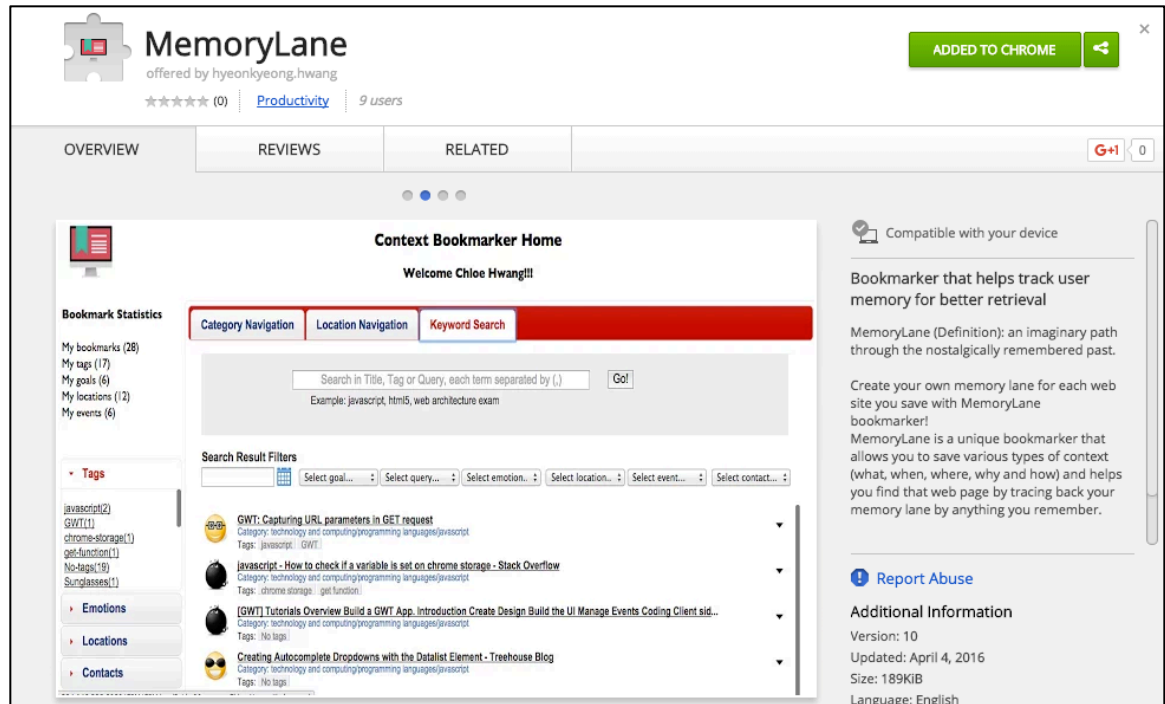 MemoryLane
offered by hyeonkyeong.hwang
(0) Productivity 9 users
ADDED TO CHROME
OVERVIEW REVIEWS RELATED
G+1 0
Context Bookmarker Home
Welcome Chloe Hwang!!!
Bookmark Statistics
My bookmarks (28)
My tags (17)
My goals (6)
My locations (12)
My events (6)
Tags
javascript(2)
GWT(1)
chrome-storage(1)
get-function(1)
No-tags(19)
Sunglasses(1)
Emotions
Locations
Contacts
Category Navigation Location Navigation Keyword Search
Search in Title, Tag or Query, each term separated by (,) Go!
Example: javascript, html5, web architecture exam
Search Result Filters
Select goal... Select query... Select emotion.. Select location.. Select event... Select contact...
GWT: Capturing URL parameters in GET request
Category: technology and computing/programming languages/javascript
Tags: javascript GWT
javascript - How to check if a variable is set on chrome storage - Stack Overflow
Category: technology and computing/programming languages/javascript
Tags: chrome storage get function
[GWT] Tutorials Overview Build a GWT App. Introduction Create Design Build the UI Manage Events Coding Client sid...
Category: technology and computing/programming languages/javascript
Tags: No tags
Creating Autocomplete Dropdowns with the Datalist Element - Treehouse Blog
Category: technology and computing/programming languages/javascript
Tags: No tags
Compatible with your device
Bookmarker that helps track user
memory for better retrieval
MemoryLane (Definition): an imaginary path
through the nostalgically remembered past.
Create your own memory lane for each web
site you save with MemoryLane
bookmarker!
MemoryLane is a unique bookmarker that
allows you to save various types of context
(what, when, where, why and how) and helps
you find that web page by tracing back your
memory lane by anything you remember.
Report Abuse
Additional Information
Version: 10
Updated: April 4, 2016
Size: 189KiB
Language: English